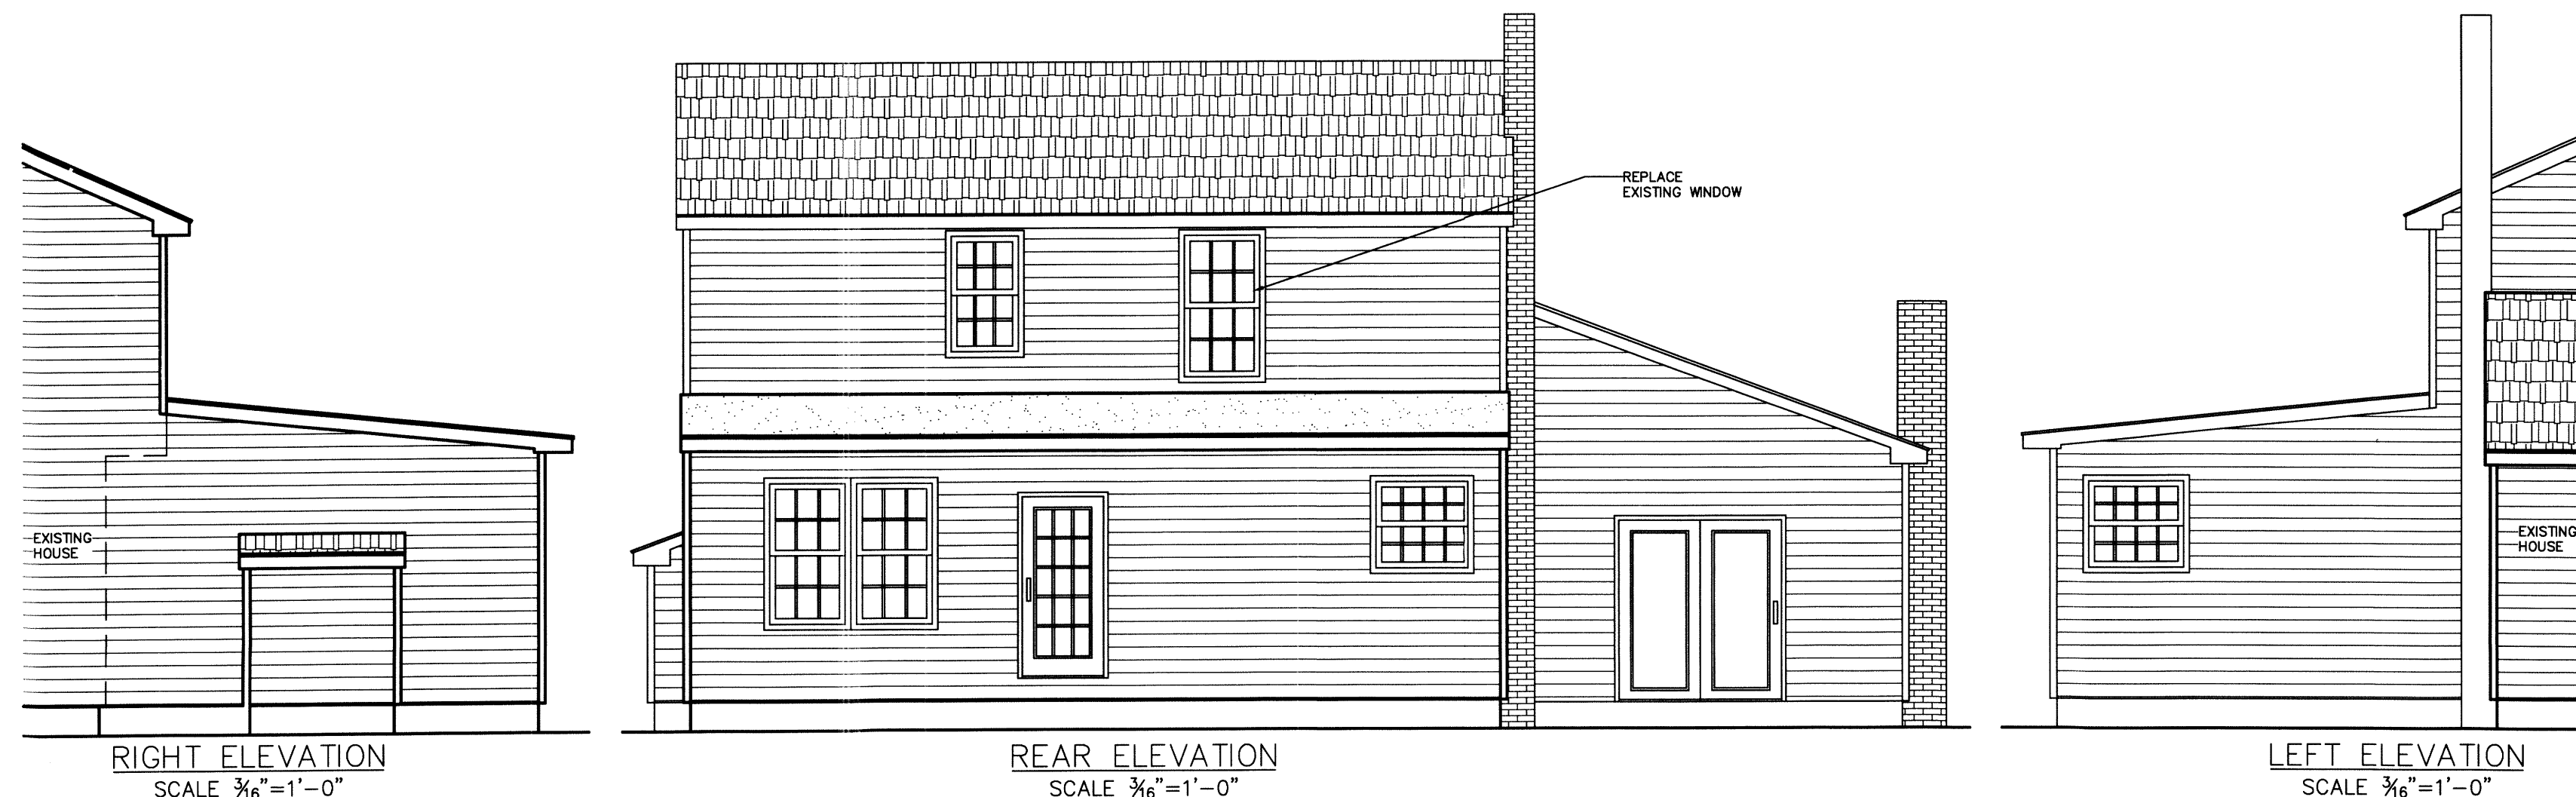 REPLACE
EXISTING WINDOW
EXISTING
HOUSE
EXISTING
HOUSE
RIGHT ELEVATION
SCALE 3/16"=1'-0"
REAR ELEVATION
SCALE 3/16"=1'-0"
LEFT ELEVATION
SCALE 3/16"=1'-0"